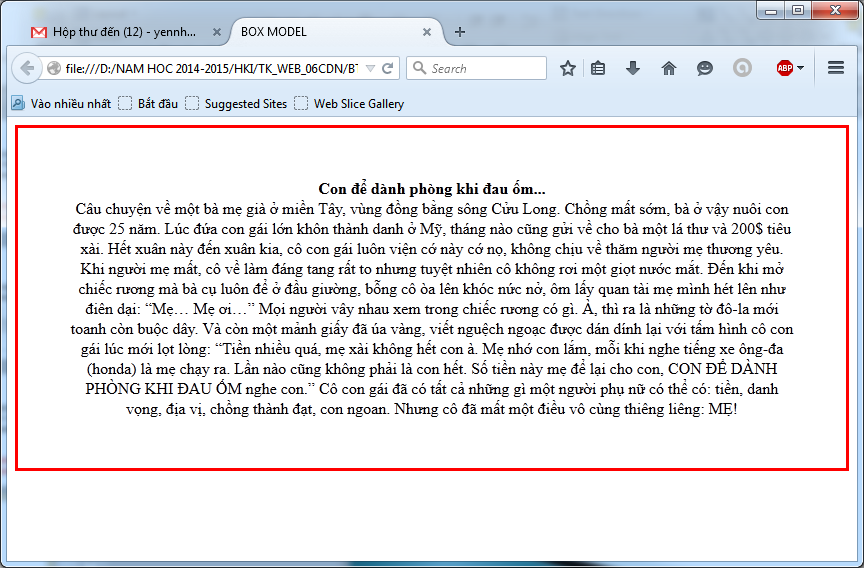 Hộp thư đến (12) - yennh...
BOX MODEL
file:///D:/NAM HOC 2014-2015/HKI/TK_WEB_06CDN/BT
Search
ABP
Vào nhiều nhất
Bắt đầu
Suggested Sites
Web Slice Gallery
Con để dành phòng khi đau ốm...
Câu chuyện về một bà mẹ già ở miền Tây, vùng đồng bằng sông Cửu Long. Chồng mất sớm, bà ở vậy nuôi con
được 25 năm. Lúc đứa con gái lớn khôn thành danh ở Mỹ, tháng nào cũng gửi về cho bà một lá thư và 200$ tiêu
xài. Hết xuân này đến xuân kia, cô con gái luôn viện cớ này cớ nọ, không chịu về thăm người mẹ thương yêu.
Khi người mẹ mất, cô về làm đáng tang rất to nhưng tuyệt nhiên cô không rơi một giọt nước mắt. Đến khi mở
chiếc rương mà bà cụ luôn để ở đầu giường, bỗng cô òa lên khóc nức nở, ôm lấy quan tài mẹ mình hét lên như
điên dại: “Mẹ… Mẹ ơi…” Mọi người vây nhau xem trong chiếc rương có gì. À, thì ra là những tờ đô-la mới
toanh còn buộc dây. Và còn một mảnh giấy đã úa vàng, viết nguệch ngoạc được dán dính lại với tấm hình cô con
gái lúc mới lọt lòng: “Tiền nhiều quá, mẹ xài không hết con à. Mẹ nhớ con lắm, mỗi khi nghe tiếng xe ông-đa
(honda) là mẹ chạy ra. Lần nào cũng không phải là con hết. Số tiền này mẹ để lại cho con, CON ĐỂ DÀNH
PHÒNG KHI ĐAU ỐM nghe con.” Cô con gái đã có tất cả những gì một người phụ nữ có thể có: tiền, danh
vọng, địa vị, chồng thành đạt, con ngoan. Nhưng cô đã mất một điều vô cùng thiêng liêng: MẸ!